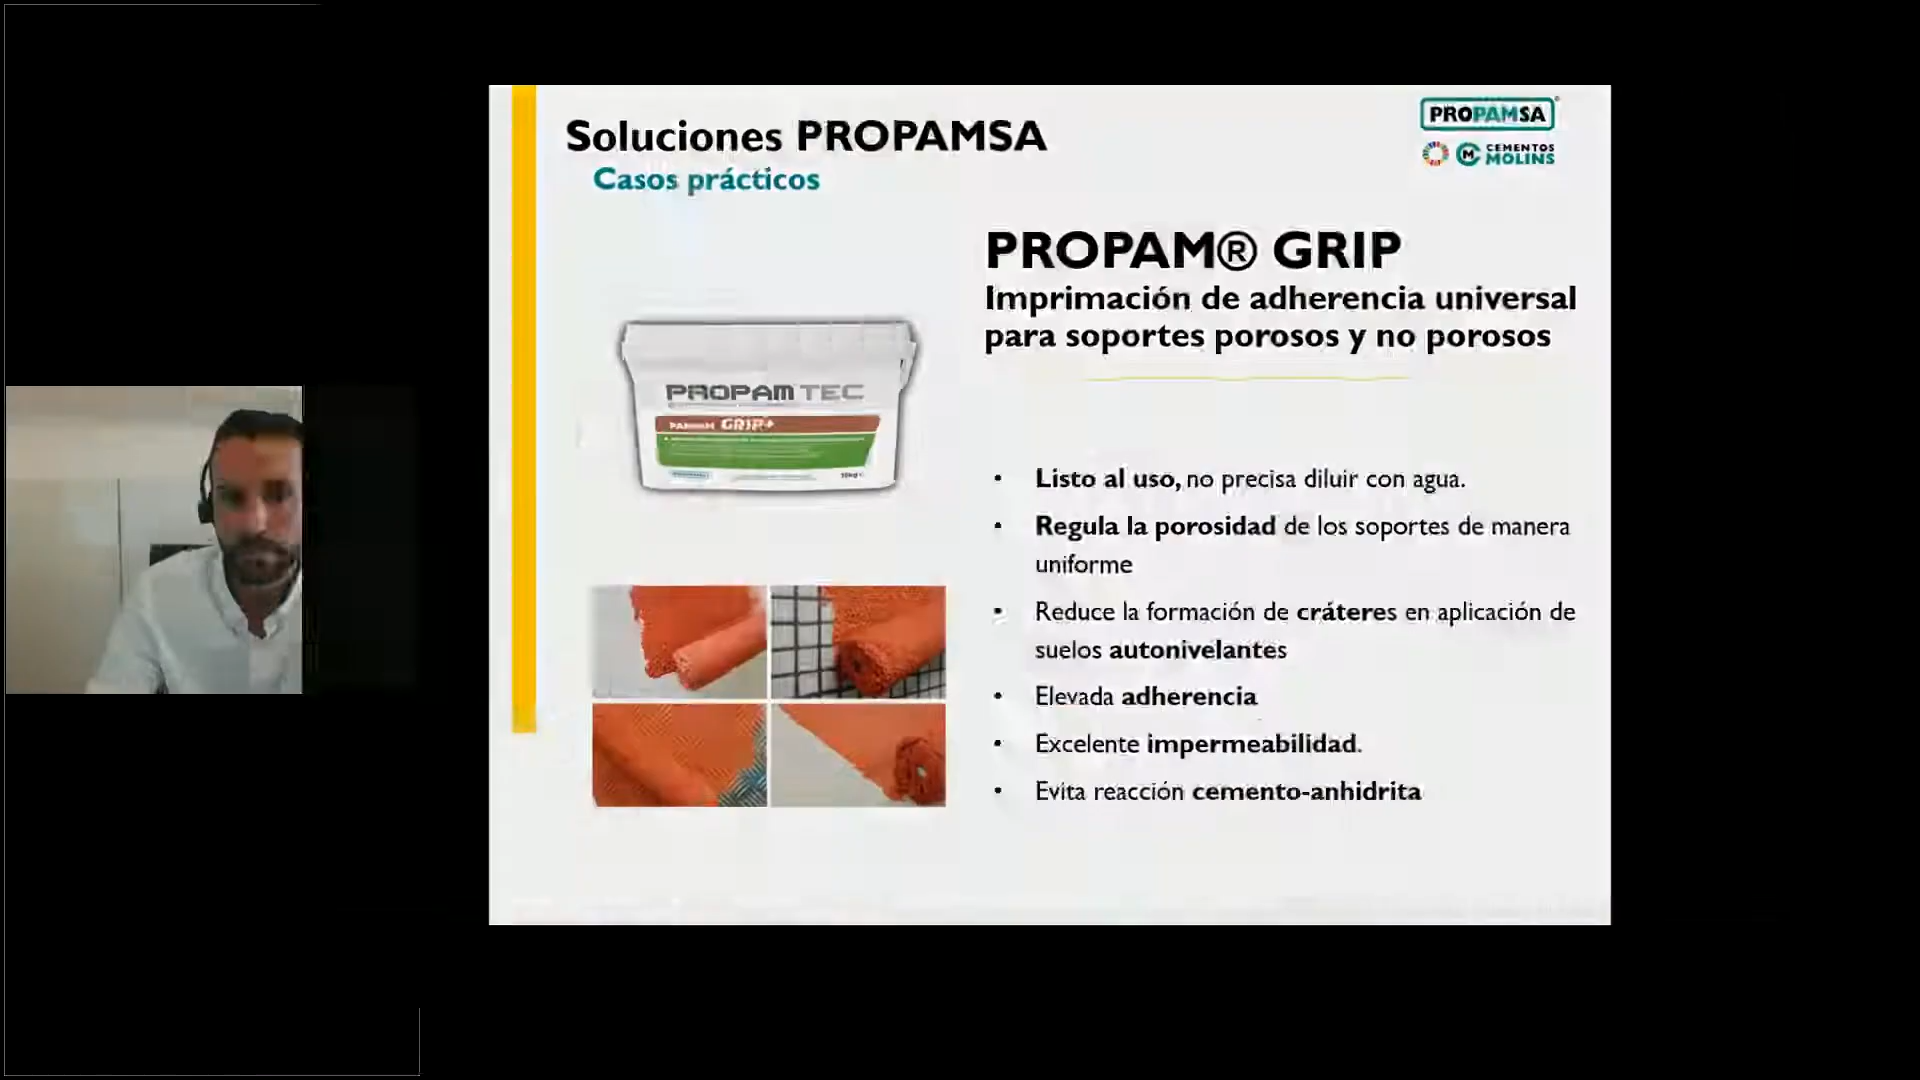 Soluciones PROPAMSA
Casos prácticos
PROPAMSA
CEMENTOS
MOLINS
PROPAM® GRIP
Imprimación de adherencia universal
para soportes porosos y no porosos
PROPAM TEC
GRIP+
• Listo al uso, no precisa diluir con agua.
• Regula la porosidad de los soportes de manera
uniforme
• Reduce la formación de cráteres en aplicación de
suelos autonivelantes
• Elevada adherencia
• Excelente impermeabilidad.
• Evita reacción cemento-anhidrita